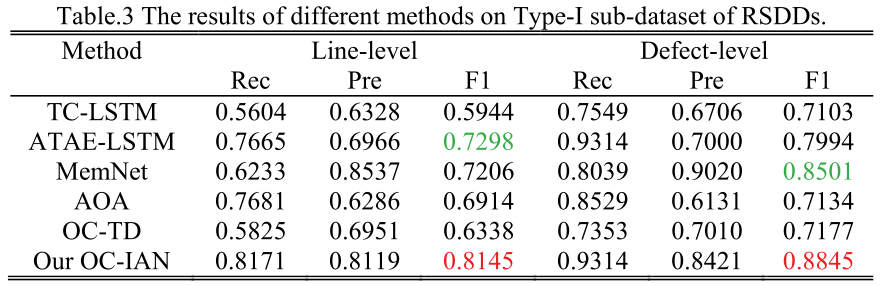 Table.3 The results of different methods on Type-I sub-dataset of RSDDs.
Method Line-level Defect-level
Rec Pre F1 Rec Pre F1
TC-LSTM 0.5604 0.6328 0.5944 0.7549 0.6706 0.7103
ATAE-LSTM 0.7665 0.6966 0.7298 0.9314 0.7000 0.7994
MemNet 0.6233 0.8537 0.7206 0.8039 0.9020 0.8501
AOA 0.7681 0.6286 0.6914 0.8529 0.6131 0.7134
OC-TD 0.5825 0.6951 0.6338 0.7353 0.7010 0.7177
Our OC-IAN 0.8171 0.8119 0.8145 0.9314 0.8421 0.8845